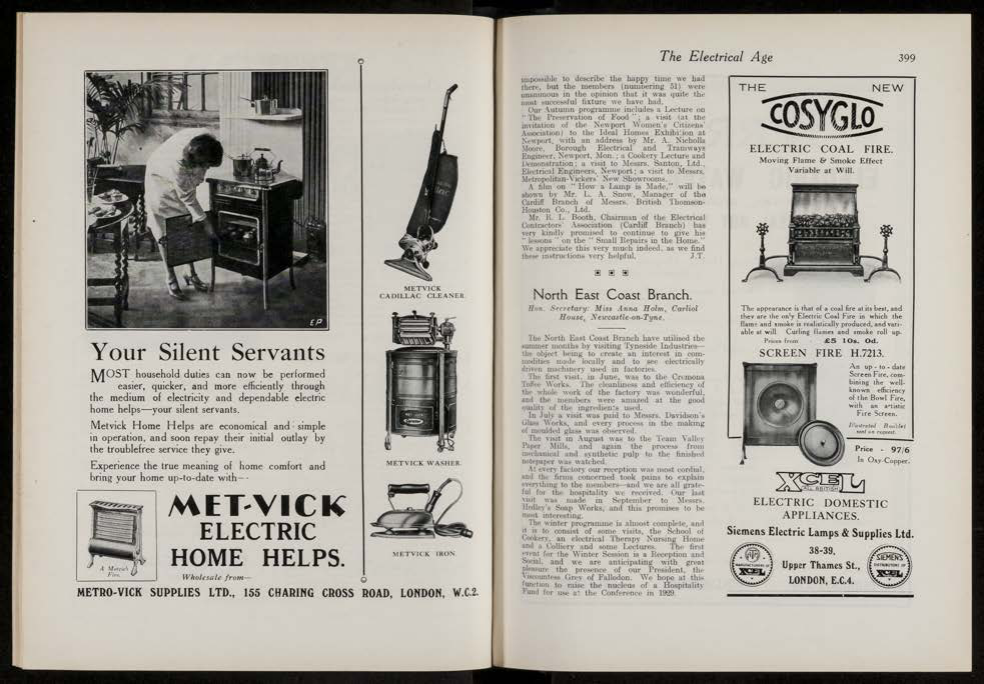 EP
Your Silent Servants
MOST household duties can now be performed
easier, quicker, and more efficiently through
the medium of electricity and dependable electric
home helps—your silent servants.
Metvick Home Helps are economical and simple
in operation, and soon repay their initial outlay by
the troublefree service they give.
Experience the true meaning of home comfort and
bring your home up-to-date with—
A Metvick
Fire.
MET-VICK
ELECTRIC
HOME HELPS.
Wholesale from—
METRO-VICK SUPPLIES LTD., 155 CHARING CROSS ROAD, LONDON, W.C.2.
METVICK
CADILLAC CLEANER
METVICK WASHER
METVICK IRON
The Electrical Age
399
impossible to describe the happy time we had
there, but the members (numbering 31) were
unanimous in the opinion that it was quite the
most successful fixture we have had.
Our Autumn programme includes a Lecture on
" The Preservation of Food "; a visit (at the
invitation of the Newport Women's Citizens'
Association) to the Ideal Homes Exhibition at
Newport, with an address by Mr. A. Nicholls
Moore, Borough Electrical and Tramways
Engineer, Newport, Mon.; a Cookery Lecture and
Demonstration; a visit to Messrs. Santon, Ltd.,
Electrical Engineers, Newport; a visit to Messrs.
Metropolitan-Vickers' New Showrooms.
A film on " How a Lamp is Made," will be
shown by Mr. L. A. Snow, Manager of the
Cardiff Branch of Messrs. British Thomson-
Houston Co., Ltd.
Mr. R. L. Booth, Chairman of the Electrical
Contractors' Association (Cardiff Branch) has
very kindly promised to continue to give his
" lessons " on the " Small Repairs in the Home."
We appreciate this very much indeed, as we find
these instructions very helpful. J.T.
North East Coast Branch.
Hon. Secretary: Miss Anna Holm, Carliol
House, Newcastle-on-Tyne.
The North East Coast Branch have utilised the
summer months by visiting Tyneside Industries—
the object being to create an interest in com-
modities made locally and to see electrically
driven machinery used in factories.
The first visit, in June, was to the Cremona
Toffee Works. The cleanliness and efficiency of
the whole work of the factory was wonderful,
and the members were amazed at the good
quality of the ingredients used.
In July a visit was paid to Messrs. Davidson's
Glass Works, and every process in the making
of moulded glass was observed.
The visit in August was to the Team Valley
Paper Mills, and again the process from
mechanical and synthetic pulp to the finished
notepaper was watched.
At every factory our reception was most cordial,
and the firms concerned took pains to explain
everything to the members—and we are all grate-
ful for the hospitality we received. Our last
visit was made in September to Messrs.
Hedley's Soap Works, and this promises to be
most interesting.
The winter programme is almost complete, and
it is to consist of some visits, the School of
Cookery, an electrical Therapy Nursing Home
and a Colliery and some Lectures. The first
event for the Winter Session is a Reception and
Social, and we are anticipating with great
pleasure the presence of our President, the
Viscountess Grey of Fallodon. We hope at this
function to raise the nucleus of a Hospitality
Fund for use at the Conference in 1929.
THE NEW
COSYGLO
ELECTRIC COAL FIRE.
Moving Flame & Smoke Effect
Variable at Will.
The appearance is that of a coal fire at its best, and
they are the only Electric Coal Fire in which the
flame and smoke is realistically produced, and vari-
able at will. Curling flames and smoke roll up.
Prices from - £5 10s. 0d.
SCREEN FIRE H.7213.
An up-to-date
Screen Fire, com-
bining the well-
known efficiency
of the Bowl Fire,
with an artistic
Fire Screen.
Illustrated Booklet
sent on request.
Price - 97/6
In Oxy-Copper.
XCEL
ALL BRITISH
ELECTRIC DOMESTIC
APPLIANCES.
Siemens Electric Lamps & Supplies Ltd.
38-39,
Upper Thames St.,
LONDON, E.C.4.
MANUFACTURERS OF
XCEL
SIEMENS
DISTRIBUTORS OF
XCEL